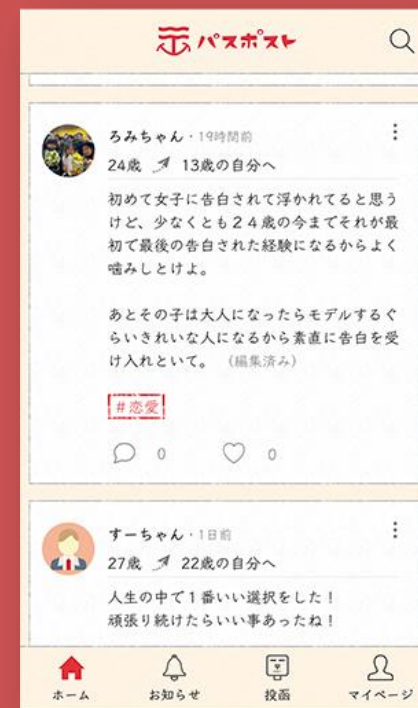 パスポスト
ろみちゃん・19時間前
24歳 13歳の自分へ
初めて女子に告白されて浮かれてると思う
けど、少なくとも２４歳の今までそれが最
初で最後の告白された経験になるからよく
噛みしとけよ。
あとその子は大人になったらモデルするぐ
らいきれいな人になるから素直に告白を受
け入れといて。（編集済み）
#恋愛
0 0
すーちゃん・1日前
27歳 22歳の自分へ
人生の中で１番いい選択をした！
頑張り続けたらいい事あったね！
ホーム お知らせ 投函 マイページ